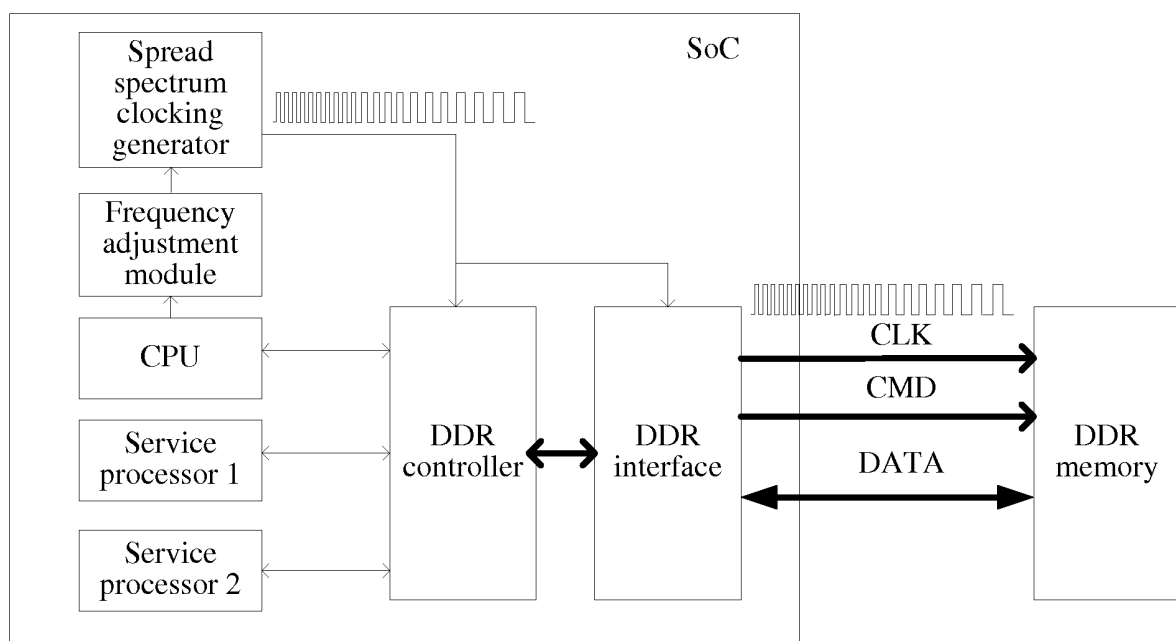 Spread
spectrum
clocking
generator
SoC
Frequency
adjustment
module
CPU
Service
processor 1
Service
processor 2
DDR
controller
DDR
interface
CLK
CMD
DATA
DDR
memory